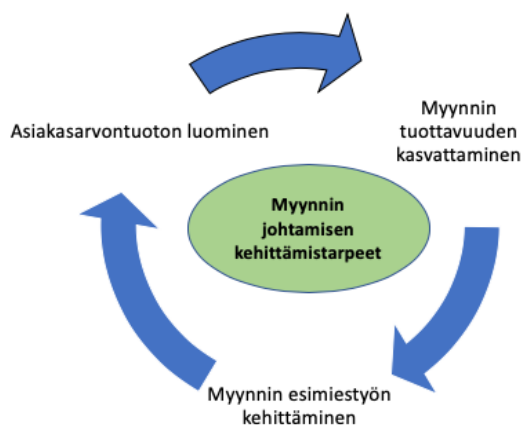 Asiakasarvontuoton luominen
Myynnin
tuottavuuden
kasvattaminen
Myynnin
johtamisen
kehittämistarpeet
Myynnin esimiestyön
kehittäminen